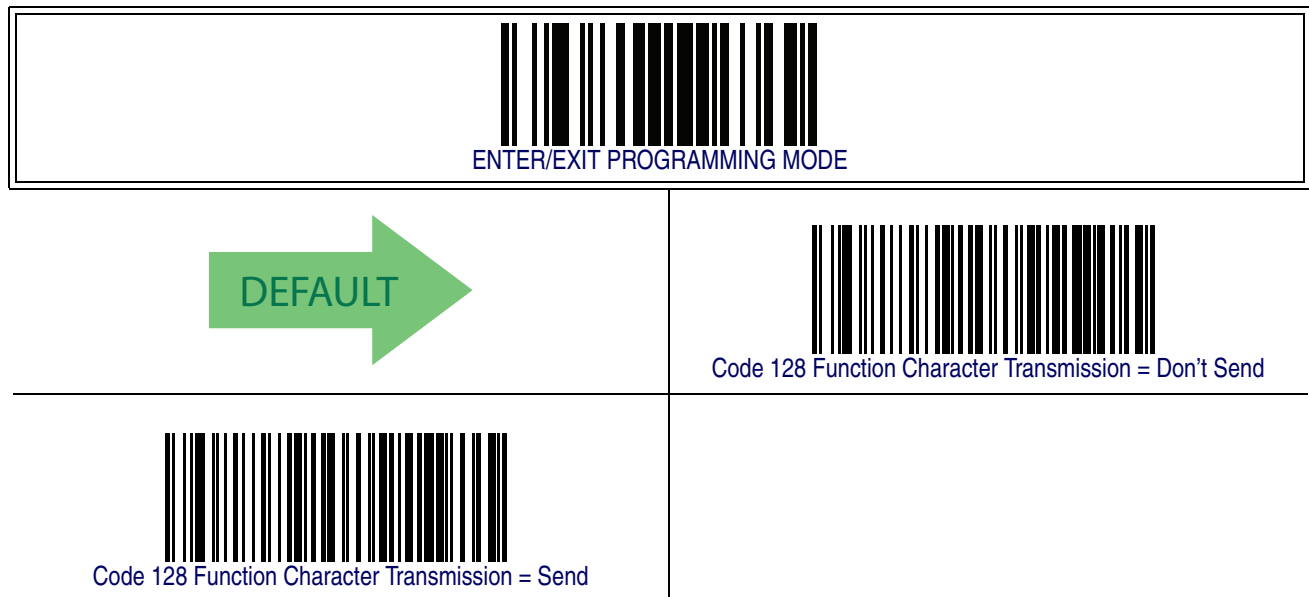 ENTER/EXIT PROGRAMMING MODE
DEFAULT
Code 128 Function Character Transmission = Don't Send
Code 128 Function Character Transmission = Send